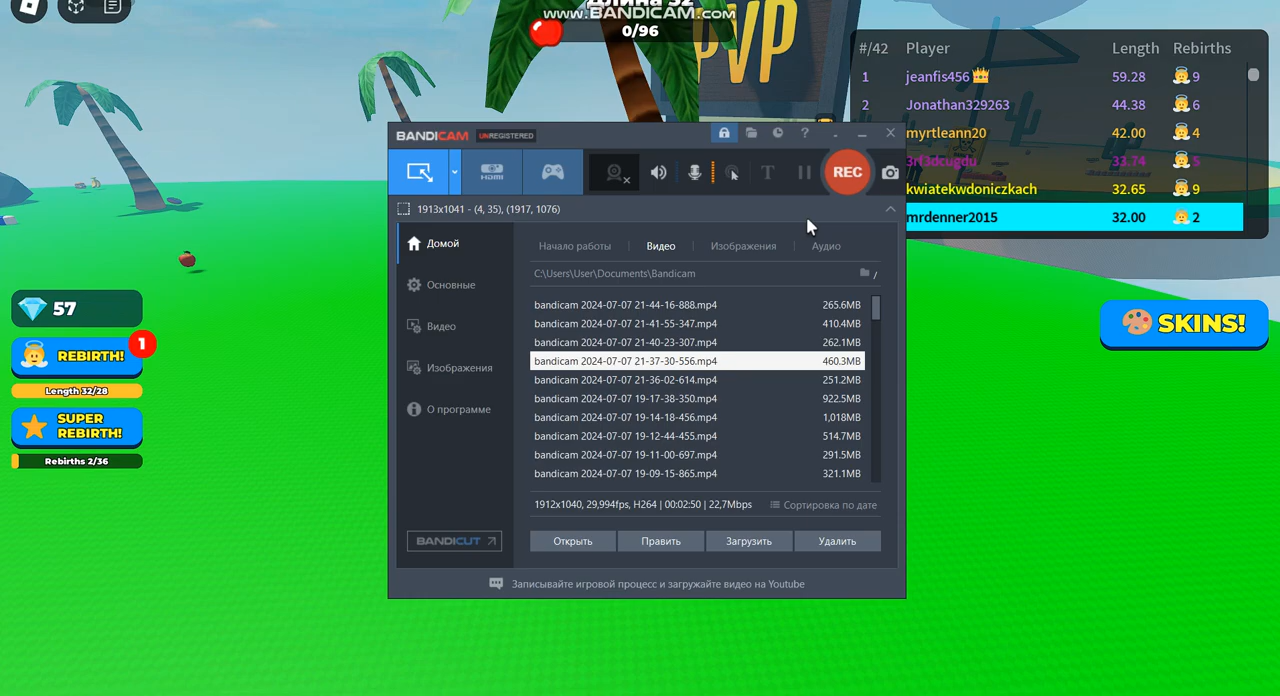 Длина 32
www.BANDICAM.com
0/96
PVP
#/42 Player Length Rebirths
1 jeanfis456 59.28 9
2 Jonathan329263 44.38 6
myrtleann20 42.00 4
3rf3dcugdu 33.74 5
kwiatekwdoniczkach 32.65 9
mrdenner2015 32.00 2
BANDICAM UNREGISTERED
HDMI
REC
1913x1041 - (4, 35), (1917, 1076)
Домой
Основные
Видео
Изображения
О программе
BANDICUT
Начало работы Видео Изображения Аудио
C:\Users\User\Documents\Bandicam
bandicam 2024-07-07 21-44-16-888.mp4 265.6MB
bandicam 2024-07-07 21-41-55-347.mp4 410.4MB
bandicam 2024-07-07 21-40-23-307.mp4 262.1MB
bandicam 2024-07-07 21-37-30-556.mp4 460.3MB
bandicam 2024-07-07 21-36-02-614.mp4 251.2MB
bandicam 2024-07-07 19-17-38-350.mp4 922.5MB
bandicam 2024-07-07 19-14-18-456.mp4 1,018MB
bandicam 2024-07-07 19-12-44-455.mp4 514.7MB
bandicam 2024-07-07 19-11-00-697.mp4 291.5MB
bandicam 2024-07-07 19-09-15-865.mp4 321.1MB
1912x1040, 29,994fps, H264 | 00:02:50 | 22,7Mbps
Сортировка по дате
Открыть Править Загрузить Удалить
Записывайте игровой процесс и загружайте видео на Youtube
57
REBIRTH!
1
Length 32/28
SUPER
REBIRTH!
Rebirths 2/36
SKINS!